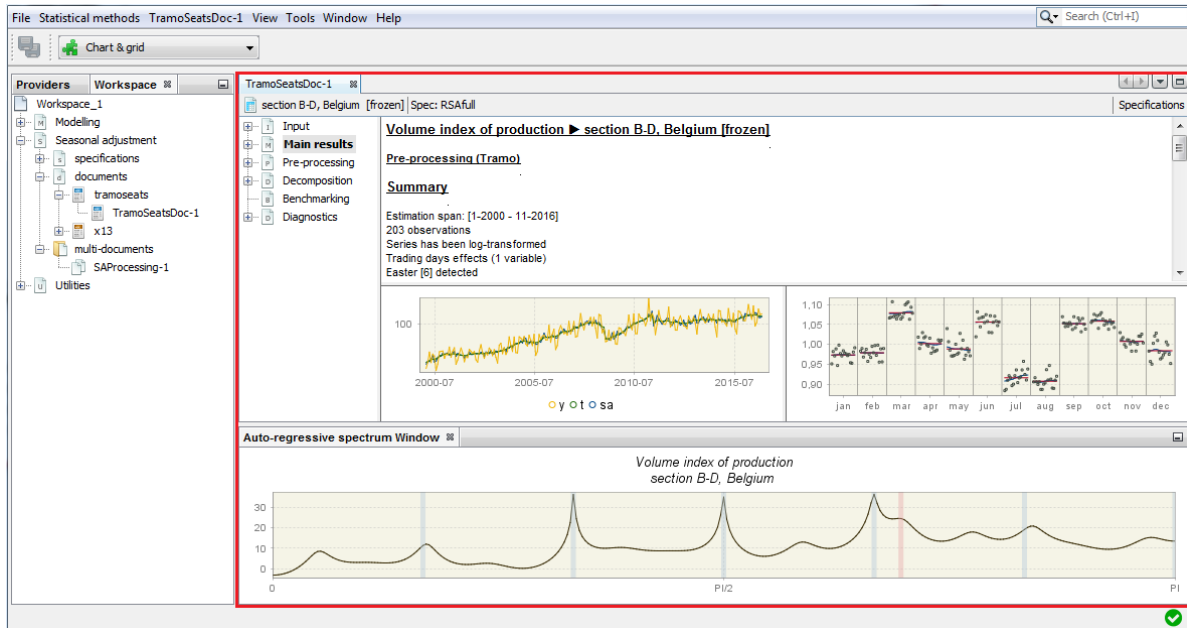 File Statistical methods TramoSeatsDoc-1 View Tools Window Help
Search (Ctrl+I)
Chart & grid
Providers Workspace
Workspace_1
Modelling
Seasonal adjustment
specifications
documents
tramoseats
TramoSeatsDoc-1
x13
multi-documents
SAProcessing-1
Utilities
TramoSeatsDoc-1
section B-D, Belgium [frozen] Spec: RSAfull
Specifications
Input
Main results
Pre-processing
Decomposition
Benchmarking
Diagnostics
Volume index of production ▶ section B-D, Belgium [frozen]
Pre-processing (Tramo)
Summary
Estimation span: [1-2000 - 11-2016]
203 observations
Series has been log-transformed
Trading days effects (1 variable)
Easter [6] detected
100
2000-07 2005-07 2010-07 2015-07
y t sa
1,10
1,05
1,00
0,95
0,90
jan feb mar apr may jun jul aug sep oct nov dec
Auto-regressive spectrum Window
Volume index of production
section B-D, Belgium
30
20
10
0
0 PI/2 PI